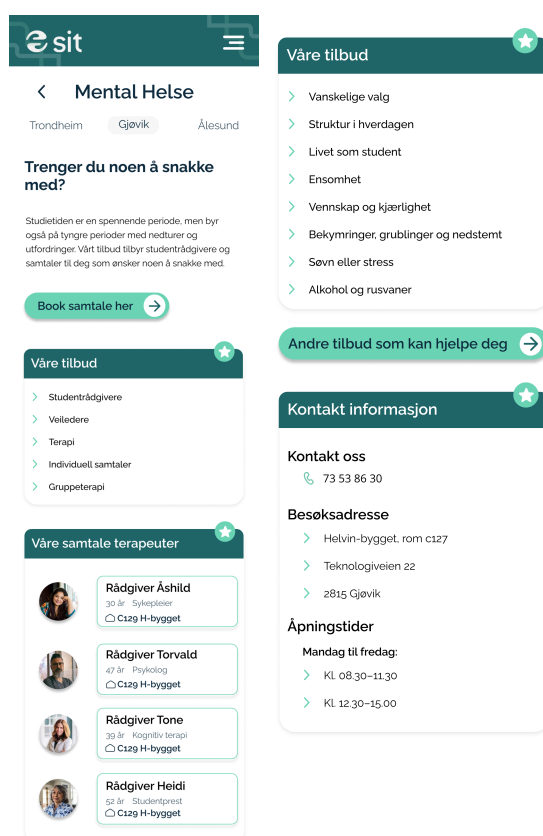 sit
Mental Helse
Trondheim
Gjøvik
Ålesund
Trenger du noen å snakke
med?
Studietiden er en spennende periode, men byr
også på tyngre perioder med nedturer og
utfordringer. Vårt tilbud tilbyr studentrådgivere og
samtaler til deg som ønsker noen å snakke med.
Book samtale her
Våre tilbud
Studentrådgivere
Veiledere
Terapi
Individuell samtaler
Gruppeterapi
Våre samtale terapeuter
Rådgiver Åshild
30 år Sykepleier
C129 H-bygget
Rådgiver Torvald
47 år Psykolog
C129 H-bygget
Rådgiver Tone
39 år Kognitiv terapi
C129 H-bygget
Rådgiver Heidi
52 år Studentprest
C129 H-bygget
Våre tilbud
Vanskelige valg
Struktur i hverdagen
Livet som student
Ensomhet
Vennskap og kjærlighet
Bekymringer, grublinger og nedstemt
Søvn eller stress
Alkohol og rusvaner
Andre tilbud som kan hjelpe deg
Kontakt informasjon
Kontakt oss
73 53 86 30
Besøksadresse
Helvin-bygget, rom c127
Teknologiveien 22
2815 Gjøvik
Åpningstider
Mandag til fredag:
Kl. 08.30–11.30
Kl. 12.30–15.00